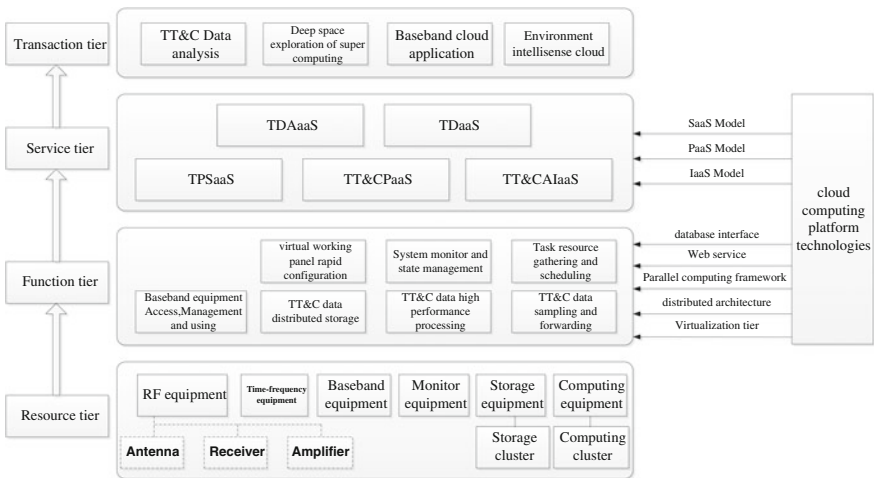 Transaction tier
TT&C Data
analysis
Deep space
exploration of super
computing
Baseband cloud
application
Environment
intellisense cloud
Service tier
TDAaaS
TDaaS
TPSaaS
TT&CPaaS
TT&CAIaaS
SaaS Model
PaaS Model
IaaS Model
cloud
computing
platform
technologies
Function tier
virtual working
panel rapid
configuration
System monitor and
state management
Task resource
gathering and
scheduling
Baseband equipment
Access,Management
and using
TT&C data
distributed storage
TT&C data high
performance
processing
TT&C data
sampling and
forwarding
database interface
Web service
Parallel computing framework
distributed architecture
Virtualization tier
Resource tier
RF equipment
Time-frequency
equipment
Baseband
equipment
Monitor
equipment
Storage
equipment
Computing
equipment
Antenna
Receiver
Amplifier
Storage
cluster
Computing
cluster